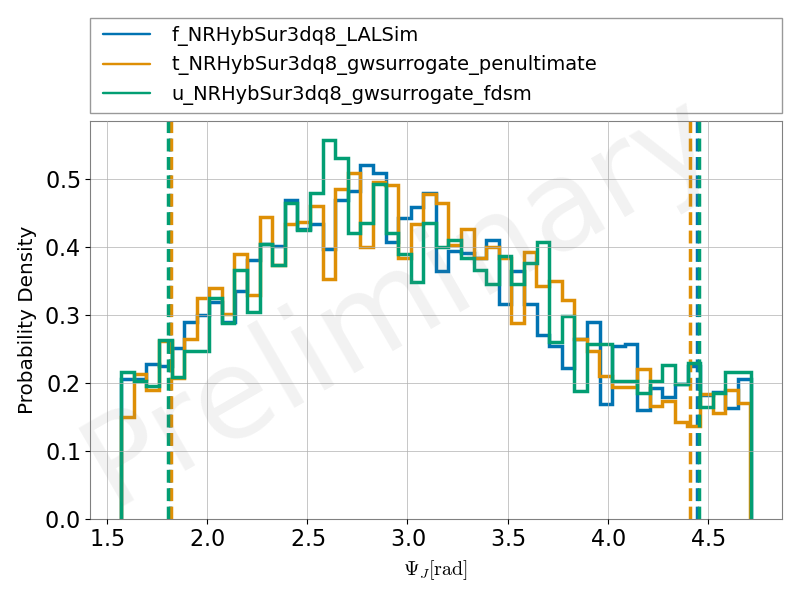 f_NRHybSur3dq8_LALSim
t_NRHybSur3dq8_gwsurrogate_penultimate
u_NRHybSur3dq8_gwsurrogate_fdsm
Preliminary
Probability Density
0.5
0.4
0.3
0.2
0.1
0.0
1.5 2.0 2.5 3.0 3.5 4.0 4.5
Ψ_J[rad]